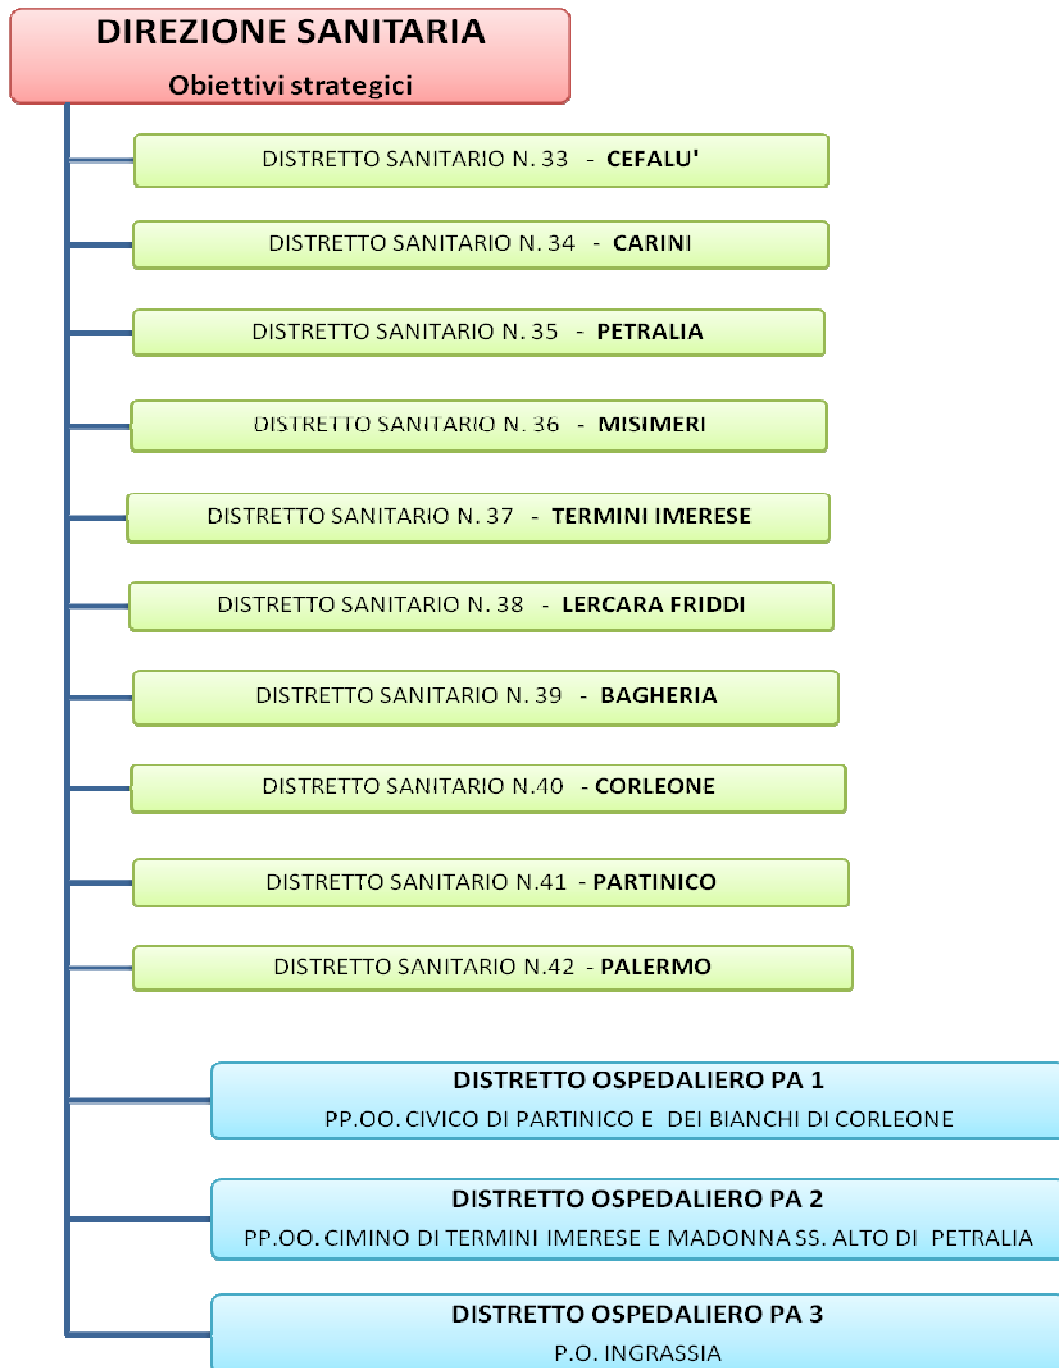 DIREZIONE SANITARIA
Obiettivi strategici
DISTRETTO SANITARIO N. 33 - CEFALU'
DISTRETTO SANITARIO N. 34 - CARINI
DISTRETTO SANITARIO N. 35 - PETRALIA
DISTRETTO SANITARIO N. 36 - MISIMERI
DISTRETTO SANITARIO N. 37 - TERMINI IMERESE
DISTRETTO SANITARIO N. 38 - LERCARA FRIDDI
DISTRETTO SANITARIO N. 39 - BAGHERIA
DISTRETTO SANITARIO N.40 - CORLEONE
DISTRETTO SANITARIO N.41 - PARTINICO
DISTRETTO SANITARIO N.42 - PALERMO
DISTRETTO OSPEDALIERO PA 1
PP.OO. CIVICO DI PARTINICO E DEI BIANCHI DI CORLEONE
DISTRETTO OSPEDALIERO PA 2
PP.OO. CIMINO DI TERMINI IMERESE E MADONNA SS. ALTO DI PETRALIA
DISTRETTO OSPEDALIERO PA 3
P.O. INGRASSIA